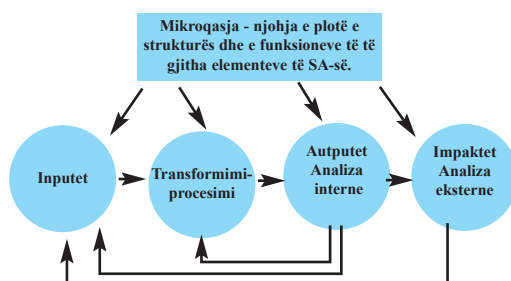 Mikroqasja - njohja e plotë e
strukturës dhe e funksioneve të të
gjitha elementeve të SA-së.
Inputet
Transformimi-
procesimi
Autputet
Analiza
interne
Impaktet
Analiza
eksterne